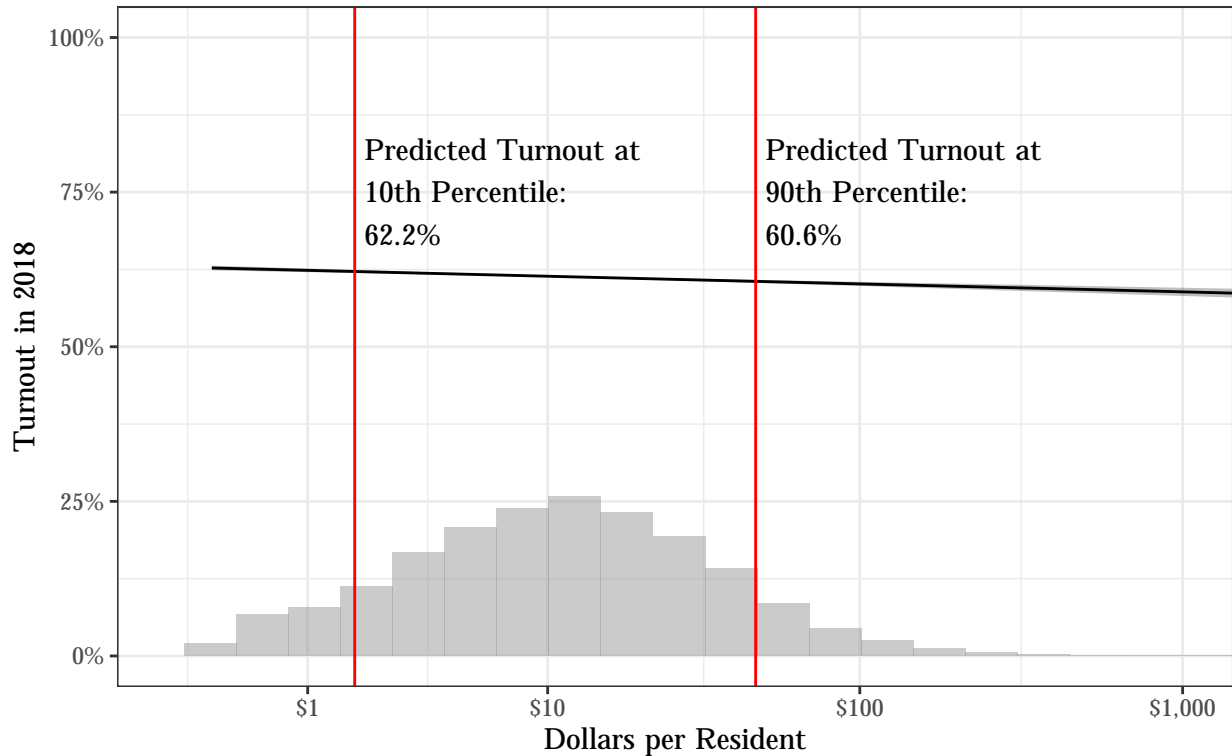 100%
Predicted Turnout at
10th Percentile:
62.2%
Predicted Turnout at
90th Percentile:
60.6%
75%
50%
25%
0%
Turnout in 2018
$1
$10
$100
$1,000
Dollars per Resident